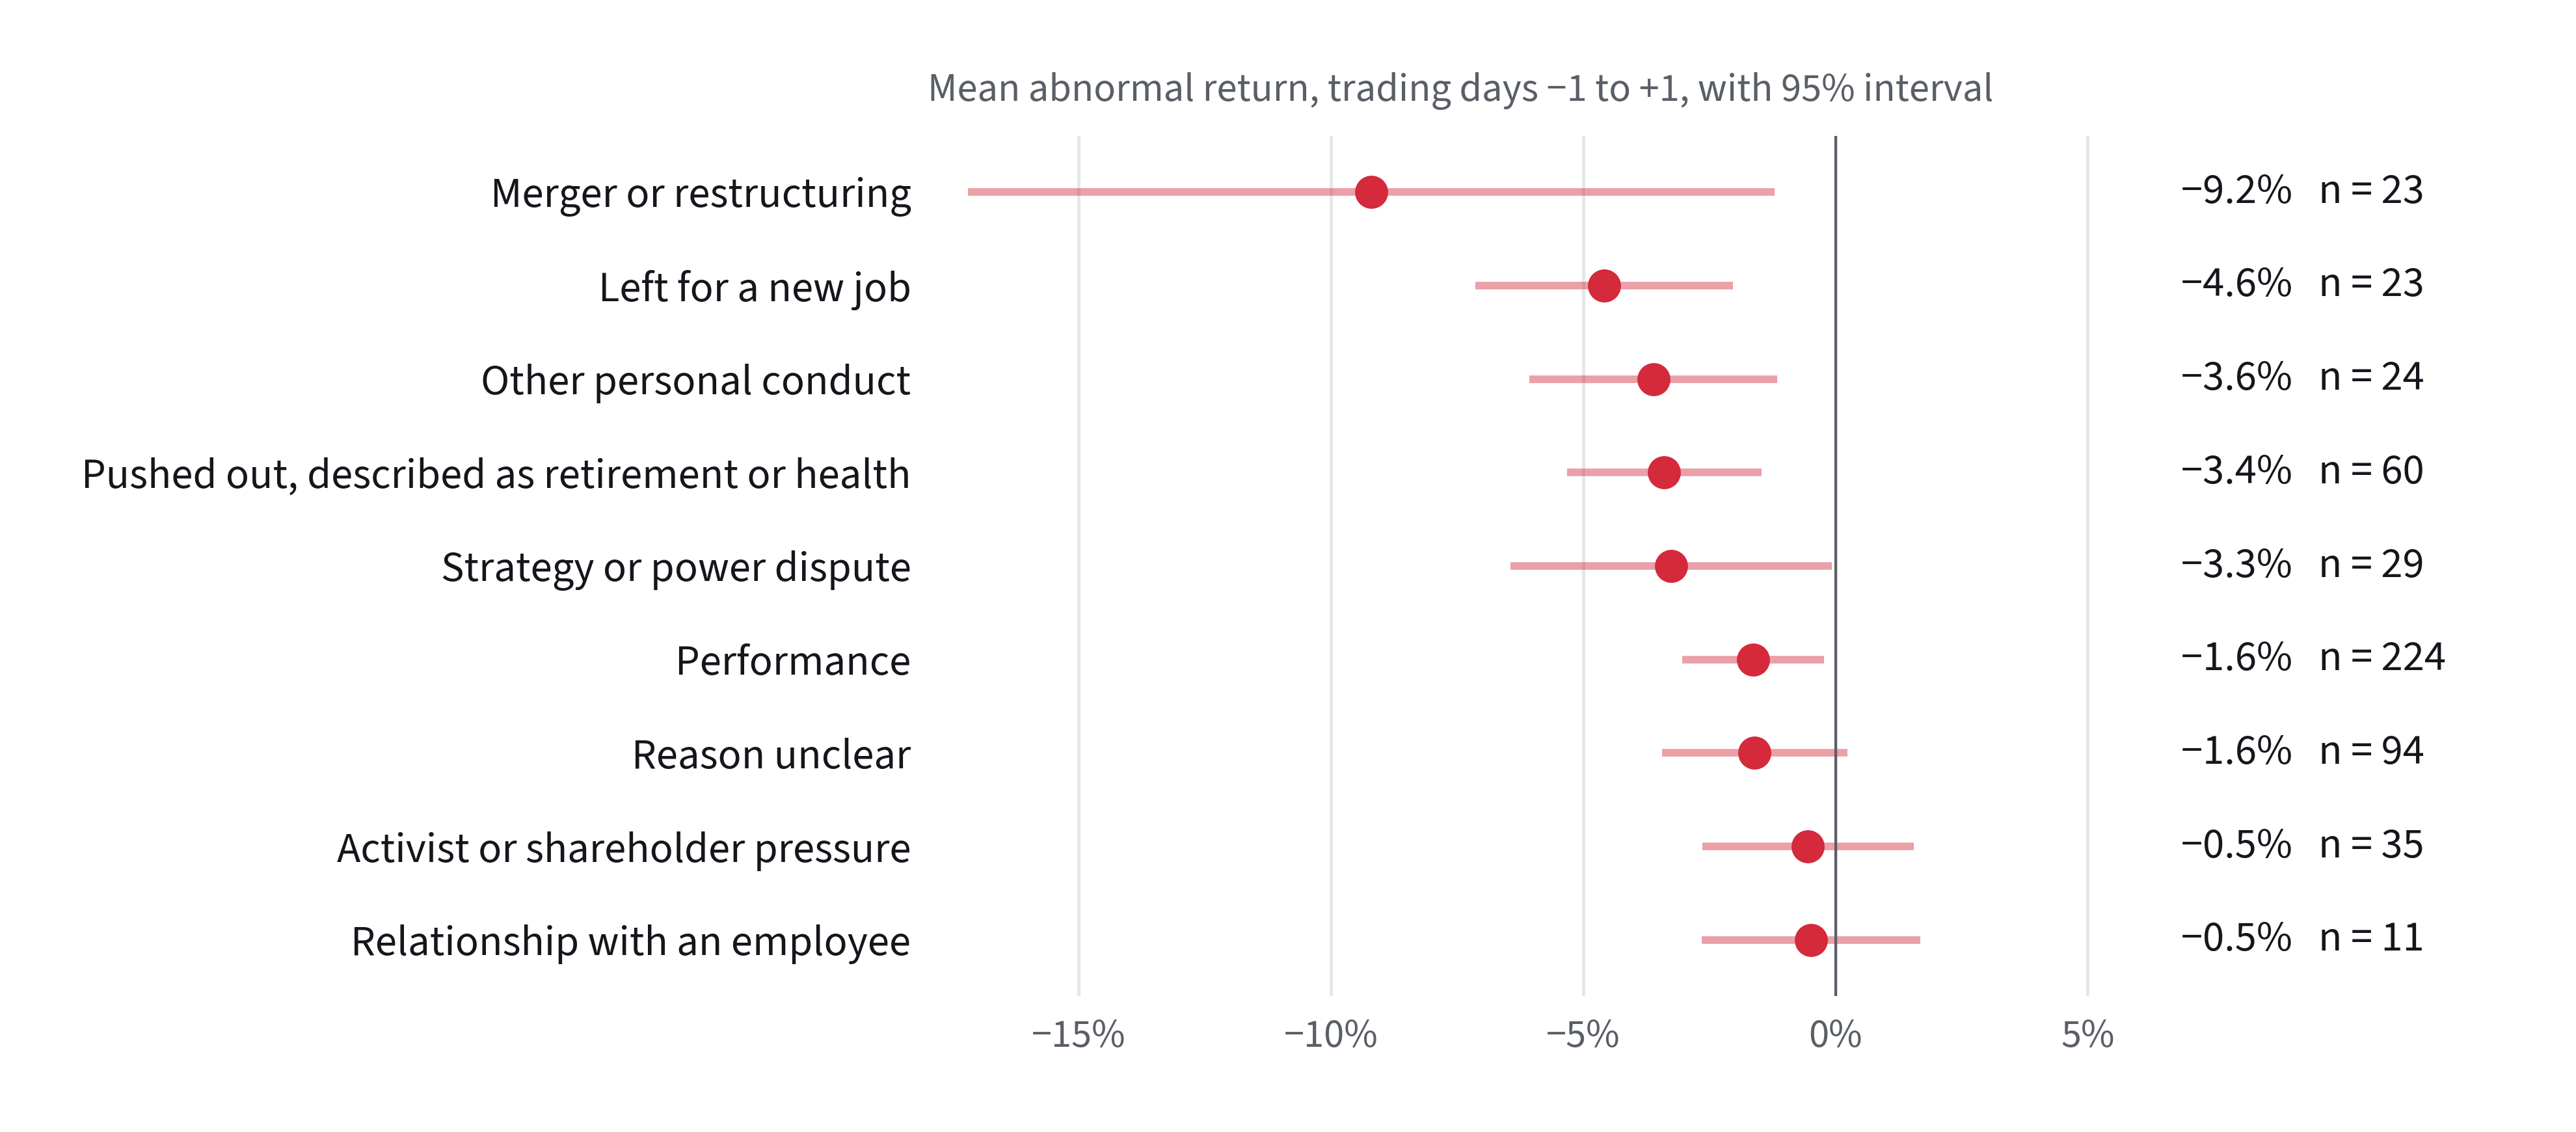 Mean abnormal return, trading days −1 to +1, with 95% interval
Merger or restructuring −9.2% n = 23
Left for a new job −4.6% n = 23
Other personal conduct −3.6% n = 24
Pushed out, described as retirement or health −3.4% n = 60
Strategy or power dispute −3.3% n = 29
Performance −1.6% n = 224
Reason unclear −1.6% n = 94
Activist or shareholder pressure −0.5% n = 35
Relationship with an employee −0.5% n = 11
−15% −10% −5% 0% 5%